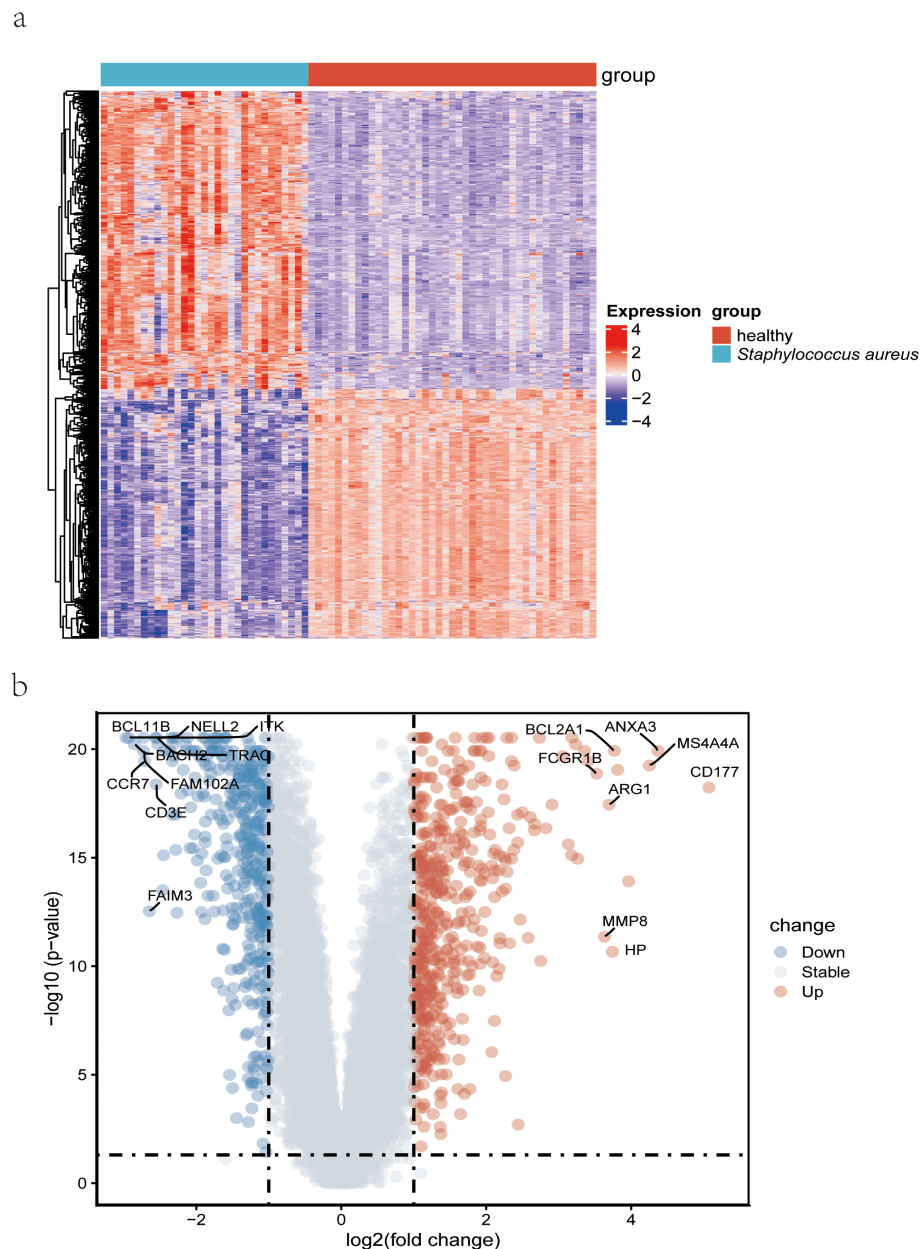 a
group
Expression group
4
2
0
−2
−4
healthy
Staphylococcus aureus
b
BCL11B NELL2 ITK
BACH2 TRAC
CCR7 FAM102A
CD3E
FAIM3
BCL2A1 ANXA3
FCGR1B MS4A4A
CD177
ARG1
MMP8
HP
20
15
10
5
0
−log10 (p−value)
−2 0 2 4
log2(fold change)
change
Down
Stable
Up